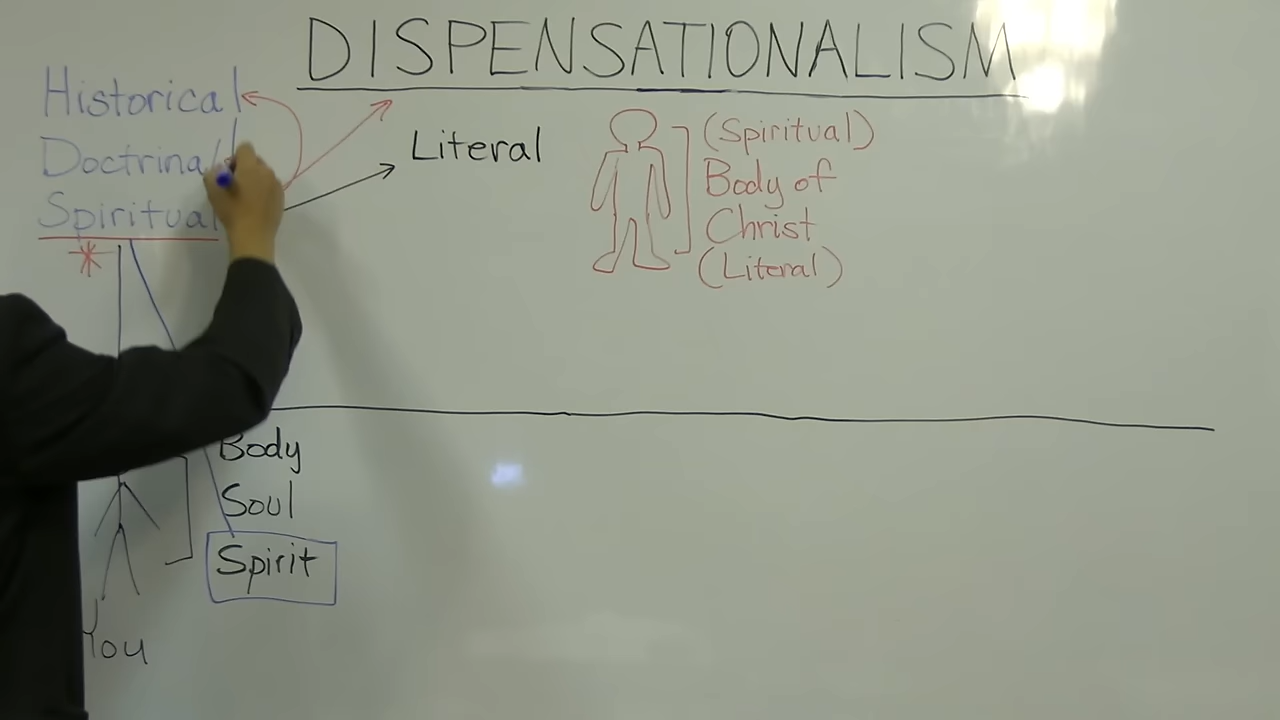 DISPENSATIONALISM
Historical
Doctrinal
Spiritual
*
Literal
(Spiritual)
Body of
Christ
(Literal)
Body
Soul
Spirit
You